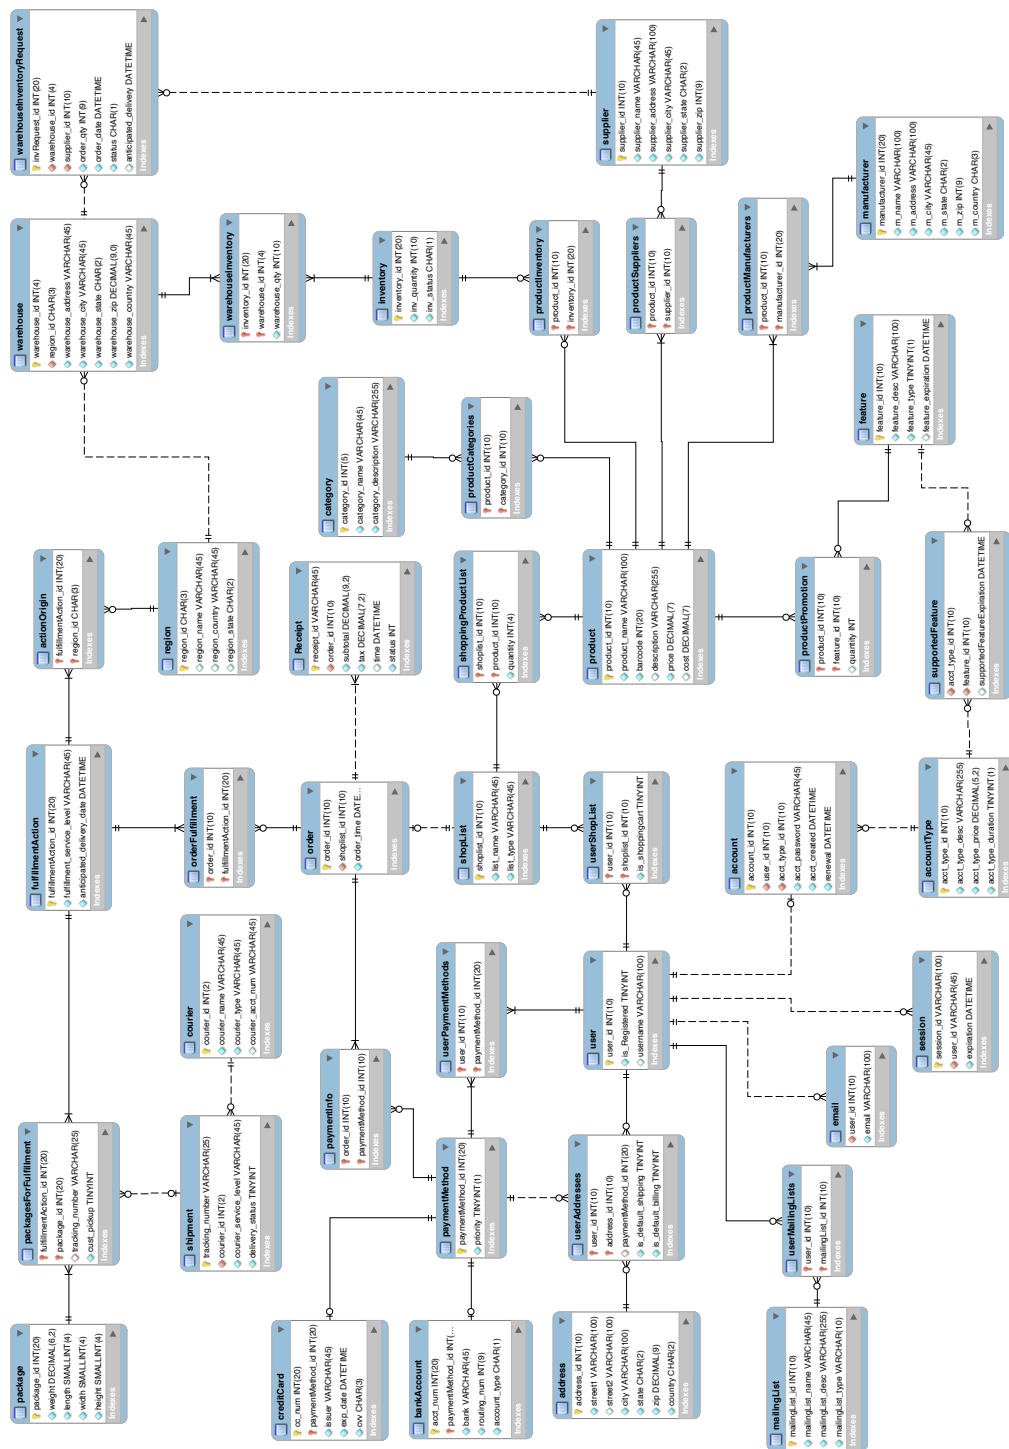 package
package_id INT(20)
weight DECIMAL(6,2)
length SMALLINT(4)
width SMALLINT(4)
height SMALLINT(4)
Indexes
packagesForFulfillment
fulfillmentAction_id INT(20)
package_id INT(20)
tracking_number VARCHAR(25)
cust_pickup TINYINT
Indexes
fulfillmentAction
fulfillmentAction_id INT(20)
fulfillment_service_level VARCHAR(45)
anticipated_delivery_date DATETIME
Indexes
actionOrigin
fulfillmentAction_id INT(20)
region_id CHAR(3)
Indexes
warehouse
warehouse_id INT(4)
region_id CHAR(3)
warehouse_address VARCHAR(45)
warehouse_city VARCHAR(45)
warehouse_state CHAR(2)
warehouse_zip DECIMAL(9,0)
warehouse_country VARCHAR(45)
Indexes
warehouseInventoryRequest
invRequest_id INT(20)
warehouse_id INT(4)
supplier_id INT(10)
order_qty INT(9)
order_date DATETIME
status CHAR(1)
anticipated_delivery DATETIME
Indexes
shipment
tracking_number VARCHAR(25)
courier_id INT(2)
courier_service_level VARCHAR(45)
delivery_status TINYINT
Indexes
courier
courier_id INT(2)
courier_name VARCHAR(45)
courier_type VARCHAR(45)
courier_acct_num VARCHAR(45)
Indexes
orderFulfillment
order_id INT(10)
fulfillmentAction_id INT(20)
Indexes
region
region_id CHAR(3)
region_name VARCHAR(45)
region_country VARCHAR(45)
region_state CHAR(2)
Indexes
warehouseInventory
inventory_id INT(20)
warehouse_id INT(4)
warehouse_qty INT(10)
Indexes
creditCard
cc_num INT(20)
paymentMethod_id INT(20)
issuer VARCHAR(45)
exp_date DATETIME
cvv CHAR(3)
Indexes
paymentInfo
order_id INT(10)
paymentMethod_id INT(10)
Indexes
order
order_id INT(10)
shoplist_id INT(10)
order_time DATE...
Indexes
Receipt
receipt_id VARCHAR(45)
order_id INT(10)
subtotal DECIMAL(9,2)
tax DECIMAL(7,2)
time DATETIME
status INT
Indexes
category
category_id INT(5)
category_name VARCHAR(45)
category_description VARCHAR(255)
Indexes
inventory
inventory_id INT(20)
inv_quantity INT(10)
inv_status CHAR(1)
Indexes
bankAccount
acct_num INT(20)
paymentMethod_id INT(...
bank VARCHAR(45)
routing_num INT(9)
account_type CHAR(1)
Indexes
paymentMethod
paymentMethod_id INT(20)
priority TINYINT(1)
Indexes
userPaymentMethods
user_id INT(10)
paymentMethod_id INT(20)
Indexes
shopList
shoplist_id INT(10)
list_name VARCHAR(45)
list_type VARCHAR(45)
Indexes
shoppingProductList
shoplist_id INT(10)
product_id INT(10)
quantity INT(4)
Indexes
productCategories
product_id INT(10)
category_id INT(10)
Indexes
productInventory
product_id INT(10)
inventory_id INT(20)
Indexes
address
address_id INT(10)
street1 VARCHAR(100)
street2 VARCHAR(100)
city VARCHAR(100)
state CHAR(2)
zip DECIMAL(9)
country CHAR(2)
Indexes
userAddresses
user_id INT(10)
address_id INT(10)
paymentMethod_id INT(20)
is_default_shipping TINYINT
is_default_billing TINYINT
Indexes
user
user_id INT(10)
is_Registered TINYINT
username VARCHAR(100)
Indexes
userShopList
user_id INT(10)
shoplist_id INT(10)
is_shoppingcart TINYINT
Indexes
product
product_id INT(10)
product_name VARCHAR(100)
barcode INT(20)
description VARCHAR(255)
price DECIMAL(7)
cost DECIMAL(7)
Indexes
productSuppliers
product_id INT(10)
supplier_id INT(10)
Indexes
supplier
supplier_id INT(10)
supplier_name VARCHAR(45)
supplier_address VARCHAR(100)
supplier_city VARCHAR(45)
supplier_state CHAR(2)
supplier_zip INT(9)
Indexes
mailingList
mailingList_id INT(10)
mailingList_name VARCHAR(45)
mailingList_desc VARCHAR(255)
mailingList_type VARCHAR(10)
Indexes
userMailingLists
user_id INT(10)
mailingList_id INT(10)
Indexes
email
user_id INT(10)
email VARCHAR(100)
Indexes
account
account_id INT(10)
user_id INT(10)
acct_type_id INT(10)
acct_password VARCHAR(45)
acct_created DATETIME
renewal DATETIME
Indexes
productPromotion
product_id INT(10)
feature_id INT(10)
quantity INT
Indexes
productManufacturers
product_id INT(10)
manufacturer_id INT(20)
Indexes
session
session_id VARCHAR(100)
user_id VARCHAR(45)
expiration DATETIME
Indexes
accountType
acct_type_id INT(10)
acct_type_desc VARCHAR(255)
acct_type_price DECIMAL(5,2)
acct_type_duration TINYINT(1)
Indexes
supportedFeature
acct_type_id INT(10)
feature_id INT(10)
supportedFeatureExpiration DATETIME
Indexes
feature
feature_id INT(10)
feature_desc VARCHAR(100)
feature_type TINYINT(1)
feature_expiration DATETIME
Indexes
manufacturer
manufacturer_id INT(20)
m_name VARCHAR(100)
m_address VARCHAR(100)
m_city VARCHAR(45)
m_state CHAR(2)
m_zip INT(9)
m_country CHAR(3)
Indexes